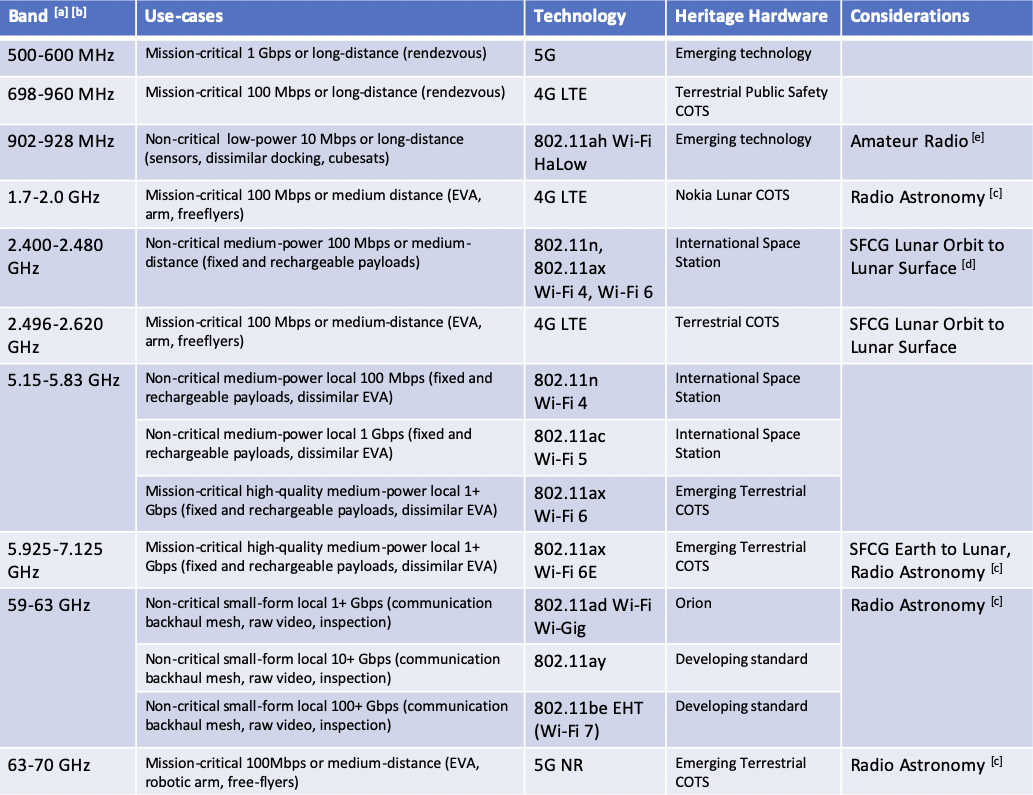 Band [a] [b] Use-cases Technology Heritage Hardware Considerations
500-600 MHz Mission-critical 1 Gbps or long-distance (rendezvous) 5G Emerging technology
698-960 MHz Mission-critical 100 Mbps or long-distance (rendezvous) 4G LTE Terrestrial Public Safety
COTS
902-928 MHz Non-critical low-power 10 Mbps or long-distance 802.11ah Wi-Fi Emerging technology Amateur Radio [e]
(sensors, dissimilar docking, cubesats) HaLow
1.7-2.0 GHz Mission-critical 100 Mbps or medium distance (EVA, 4G LTE Nokia Lunar COTS Radio Astronomy [c]
arm, freeflyers)
2.400-2.480 Non-critical medium-power 100 Mbps or medium- 802.11n, International Space SFCG Lunar Orbit to
GHz distance (fixed and rechargeable payloads) 802.11ax Station Lunar Surface [d]
Wi-Fi 4, Wi-Fi 6
2.496-2.620 Mission-critical 100 Mbps or medium-distance (EVA, 4G LTE Terrestrial COTS SFCG Lunar Orbit to
GHz arm, freeflyers) Lunar Surface
5.15-5.83 GHz Non-critical medium-power local 100 Mbps (fixed and 802.11n International Space
rechargeable payloads, dissimilar EVA) Wi-Fi 4 Station
Non-critical medium-power local 1 Gbps (fixed and 802.11ac International Space
rechargeable payloads, dissimilar EVA) Wi-Fi 5 Station
Mission-critical high-quality medium-power local 1+ 802.11ax Emerging Terrestrial
Gbps (fixed and rechargeable payloads, dissimilar EVA) Wi-Fi 6 COTS
5.925-7.125 Mission-critical high-quality medium-power local 1+ 802.11ax Emerging Terrestrial SFCG Earth to Lunar,
GHz Gbps (fixed and rechargeable payloads, dissimilar EVA) Wi-Fi 6E COTS Radio Astronomy [c]
59-63 GHz Non-critical small-form local 1+ Gbps (communication 802.11ad Wi-Fi Orion Radio Astronomy [c]
backhaul mesh, raw video, inspection) Wi-Gig
Non-critical small-form local 10+ Gbps (communication 802.11ay Developing standard
backhaul mesh, raw video, inspection)
Non-critical small-form local 100+ Gbps (communication 802.11be EHT Developing standard
backhaul mesh, raw video, inspection) (Wi-Fi 7)
63-70 GHz Mission-critical 100Mbps or medium-distance (EVA, 5G NR Emerging Terrestrial Radio Astronomy [c]
robotic arm, free-flyers) COTS